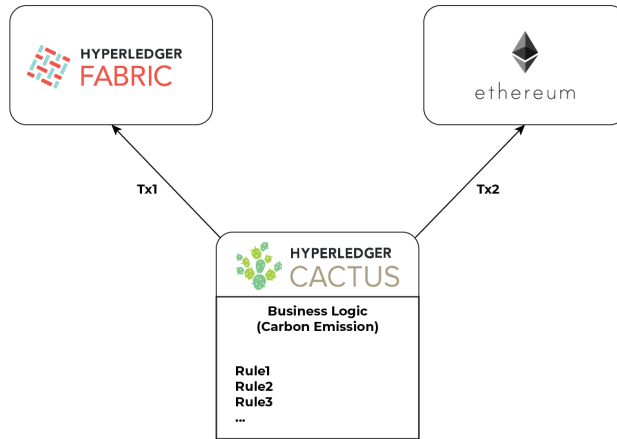 HYPERLEDGER
FABRIC
ethereum
Tx1
Tx2
HYPERLEDGER
CACTUS
Business Logic
(Carbon Emission)
Rule1
Rule2
Rule3
...